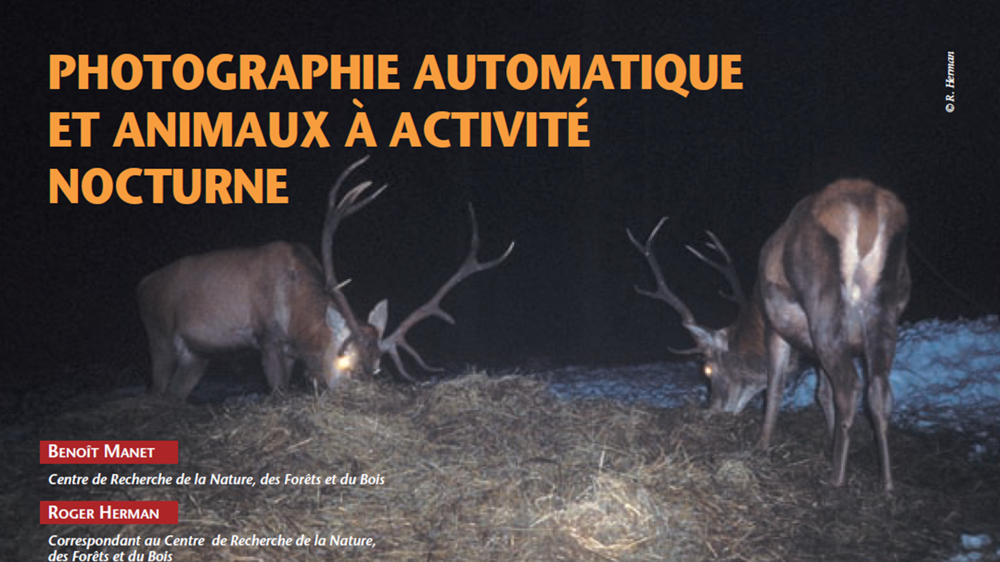 PHOTOGRAPHIE AUTOMATIQUE
ET ANIMAUX À ACTIVITÉ
NOCTURNE
© R. Herman
BENOÎT MANET
Centre de Recherche de la Nature, des Forêts et du Bois
ROGER HERMAN
Correspondant au Centre de Recherche de la Nature,
des Forêts et du Bois